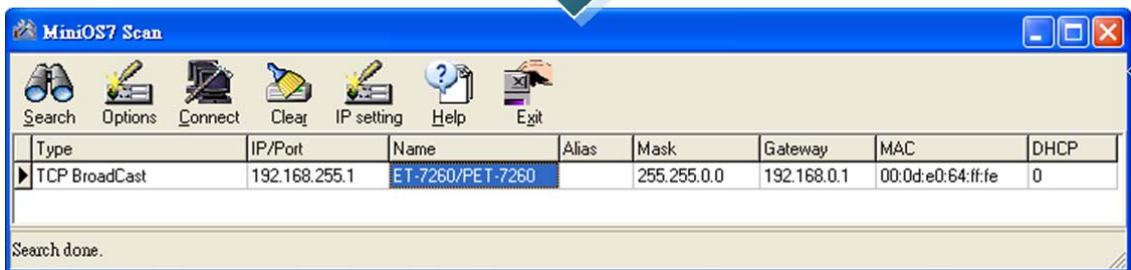 MiniOS7 Scan
Search Options Connect Clear IP setting Help Exit
Type IP/Port Name Alias Mask Gateway MAC DHCP
TCP BroadCast 192.168.255.1 ET-7260/PET-7260 255.255.0.0 192.168.0.1 00:0d:e0:64:ff:fe 0
Search done.